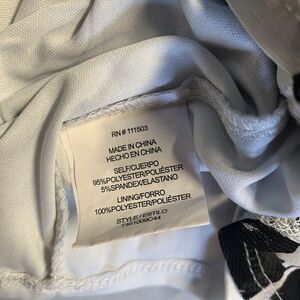 RN # 111503
MADE IN CHINA
HECHO EN CHINA
SELF/CUERPO
95%POLYESTER/POLIÉSTER
5%SPANDEX/ELASTANO
LINING/FORRO
100%POLYESTER/POLIÉSTER
STYLE / ESTILO
T461009C44